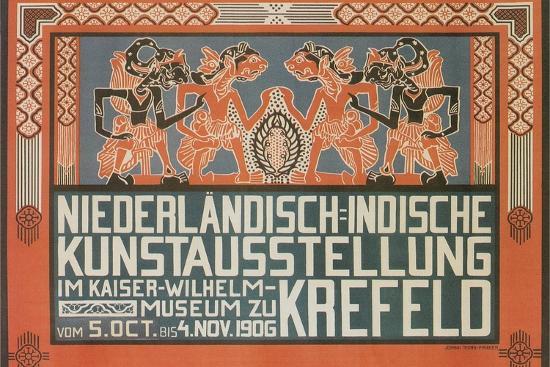 NIEDERLÄNDISCH=INDISCHE
KUNSTAUSSTELLUNG
IM KAISER-WILHELM-
MUSEUM ZU KREFELD
VOM 5. OCT. BIS 4. NOV. 1906